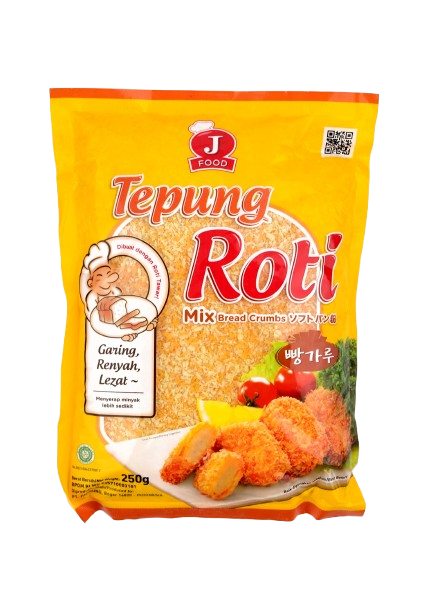 J
FOOD
Tepung
Roti
Dibuat dengan Roti Tawar
Mix Bread Crumbs ソフトパン粉
빵가루
Garing,
Renyah,
Lezat ~
Menyerap minyak
lebih sedikit
250g